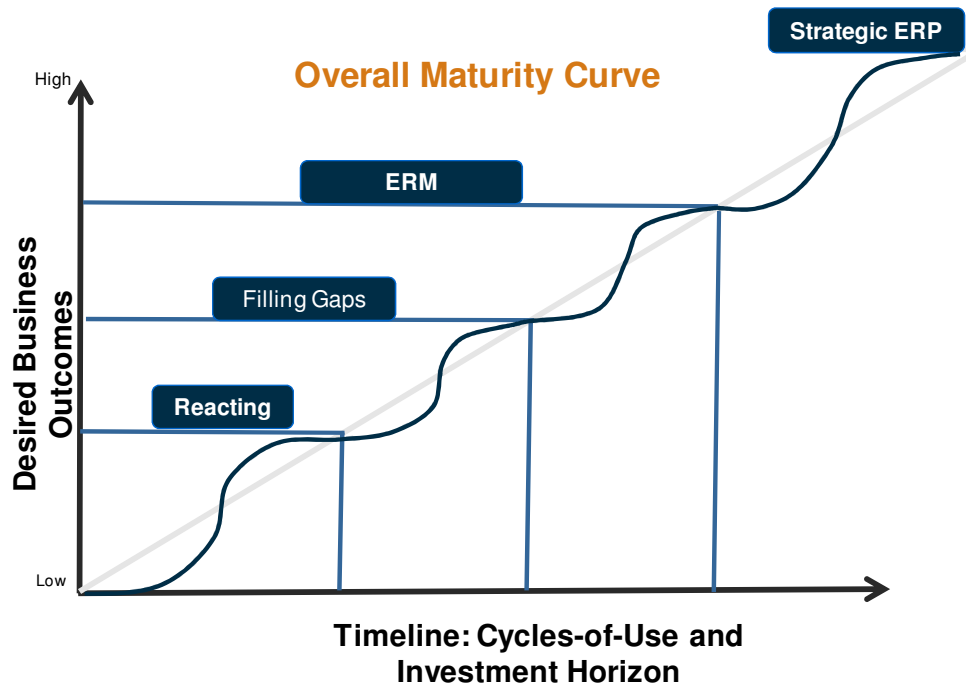 Strategic ERP
Overall Maturity Curve
High
ERM
Filling Gaps
Reacting
Desired Business
Outcomes
Low
Timeline: Cycles-of-Use and
Investment Horizon